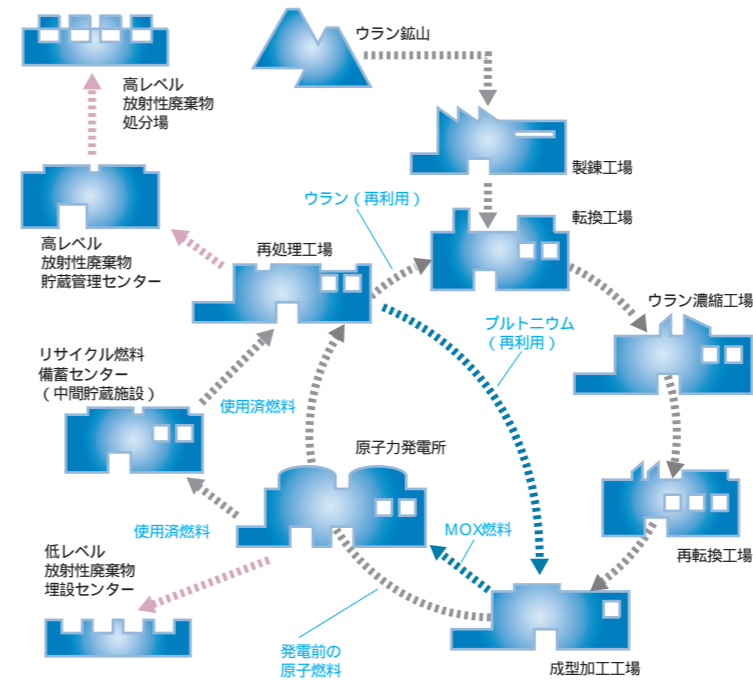 ウラン鉱山
高レベル
放射性廃棄物
処分場
製錬工場
ウラン（再利用）
転換工場
高レベル
放射性廃棄物
貯蔵管理センター
再処理工場
ウラン濃縮工場
プルトニウム
（再利用）
リサイクル燃料
備蓄センター
（中間貯蔵施設）
使用済燃料
原子力発電所
使用済燃料
MOX燃料
低レベル
放射性廃棄物
埋設センター
再転換工場
発電前の
原子燃料
成型加工工場